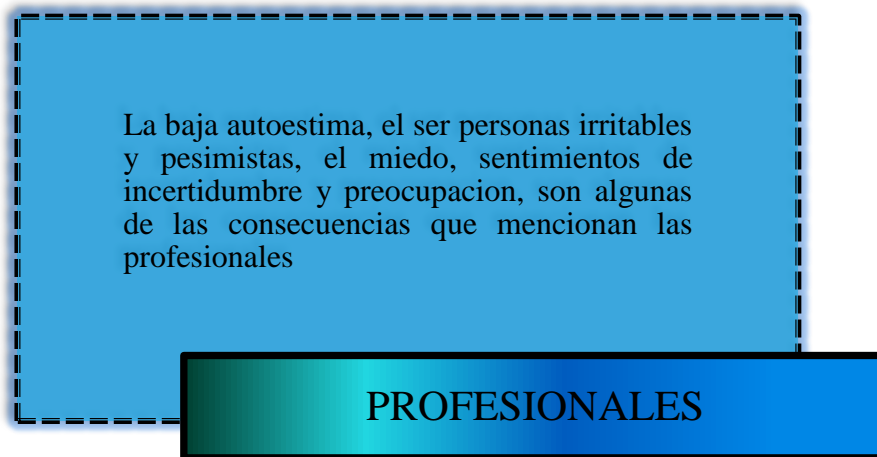 La baja autoestima, el ser personas irritables
y pesimistas, el miedo, sentimientos de
incertidumbre y preocupacion, son algunas
de las consecuencias que mencionan las
profesionales
PROFESIONALES